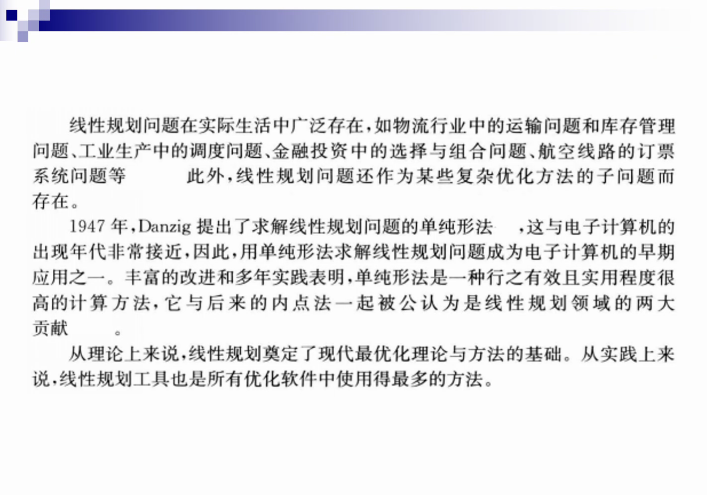 线性规划问题在实际生活中广泛存在,如物流行业中的运输问题和库存管理
问题、工业生产中的调度问题、金融投资中的选择与组合问题、航空线路的订票
系统问题等 此外,线性规划问题还作为某些复杂优化方法的子问题而
存在。
1947 年,Danzig 提出了求解线性规划问题的单纯形法 ,这与电子计算机的
出现年代非常接近,因此,用单纯形法求解线性规划问题成为电子计算机的早期
应用之一。丰富的改进和多年实践表明,单纯形法是一种行之有效且实用程度很
高的计算方法,它与后来的内点法一起被公认为是线性规划领域的两大
贡献 。
从理论上来说,线性规划奠定了现代最优化理论与方法的基础。从实践上来
说,线性规划工具也是所有优化软件中使用得最多的方法。